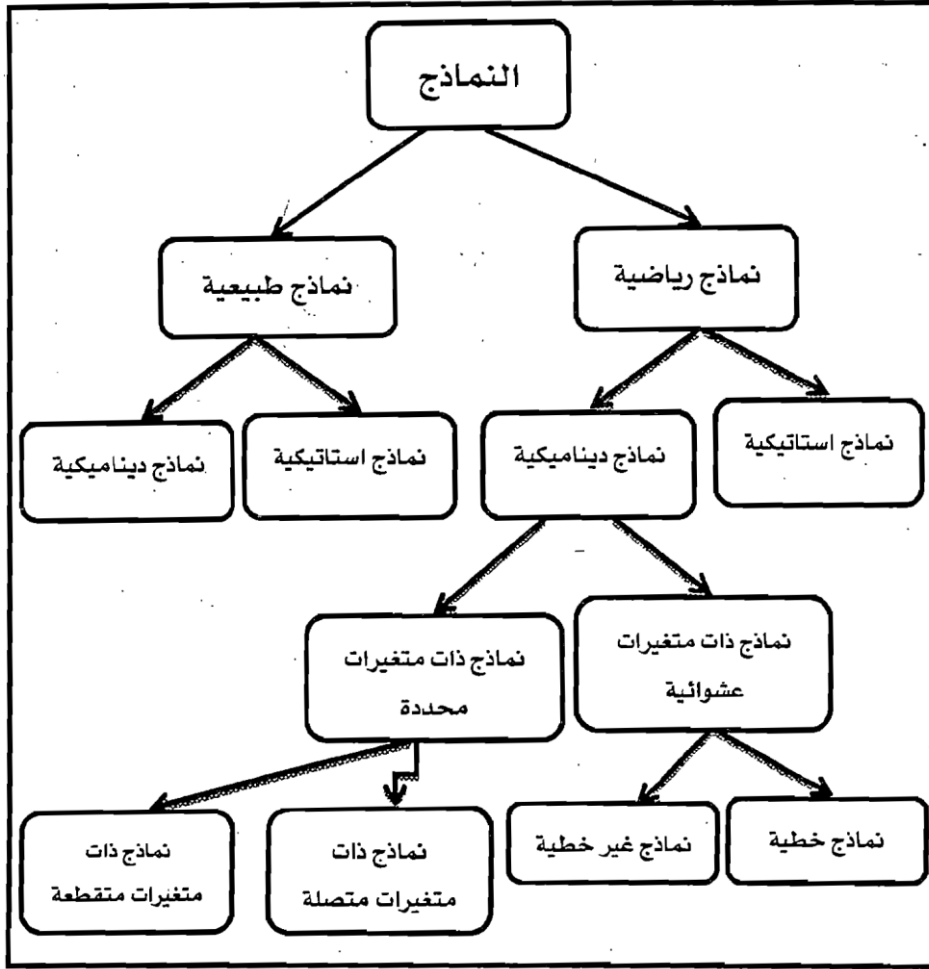 النماذج
نماذج رياضية
نماذج طبيعية
نماذج استاتيكية
نماذج ديناميكية
نماذج استاتيكية
نماذج ديناميكية
نماذج ذات متغيرات
عشوائية
نماذج ذات متغيرات
محددة
نماذج خطية
نماذج غير خطية
نماذج ذات
متغيرات متصلة
نماذج ذات
متغيرات متقطعة